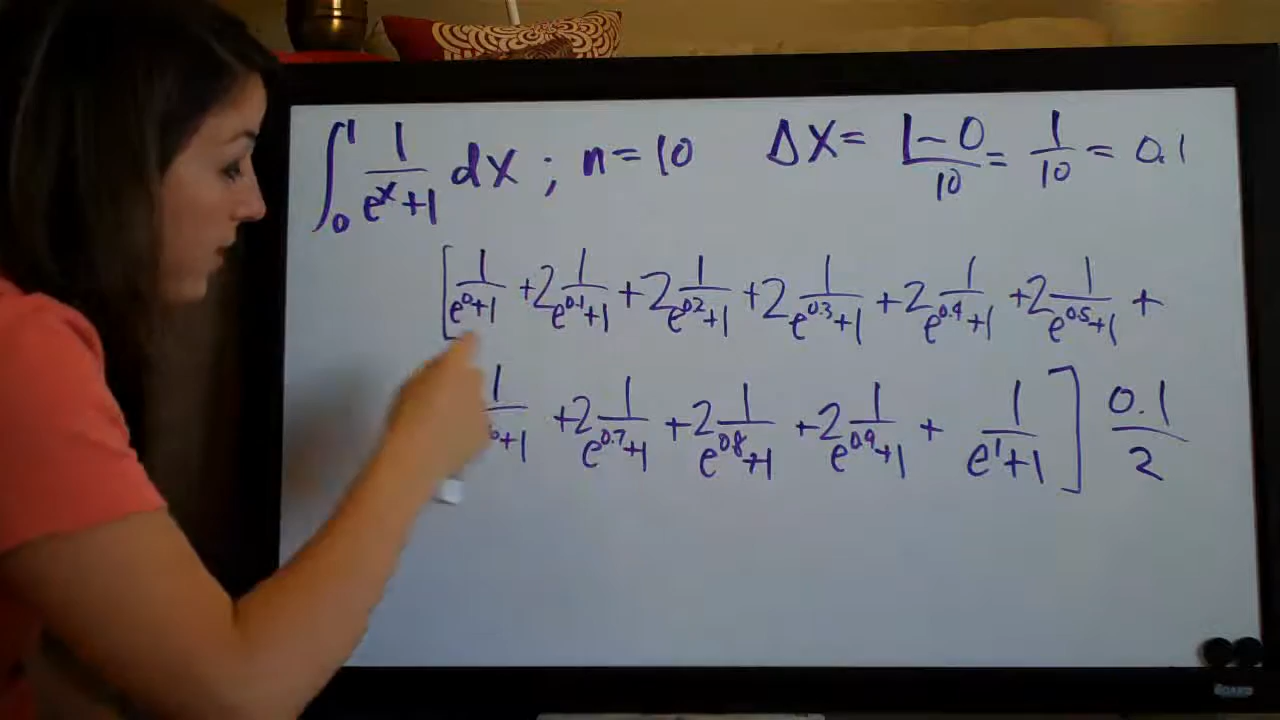 ∫₀¹ 1/(eˣ+1) dx ; n = 10 Δx = (1-0)/10 = 1/10 = 0.1
[1/(e⁰+1) +2 1/(e^0.1+1) +2 1/(e^0.2+1) +2 1/(e^0.3+1) +2 1/(e^0.4+1) +2 1/(e^0.5+1) +
1/( +1) +2 1/(e^0.7+1) +2 1/(e^0.8+1) +2 1/(e^0.9+1) + 1/(e¹+1)] 0.1/2
BOARD